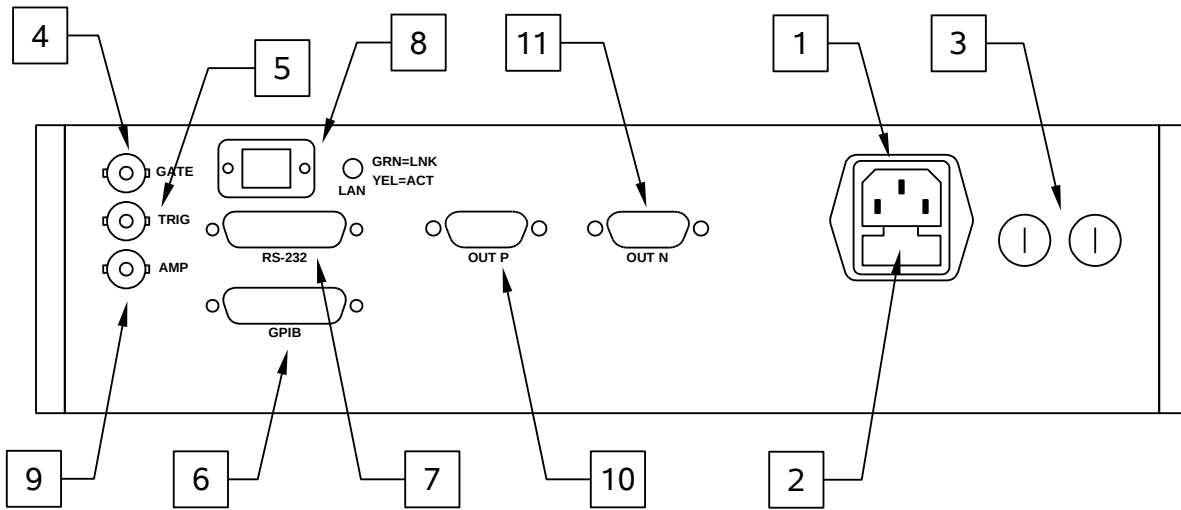 4
5
8
11
1
3
GATE
GRN=LNK
LAN
YEL=ACT
TRIG
RS-232
OUT P
OUT N
AMP
GPIB
9
6
7
10
2